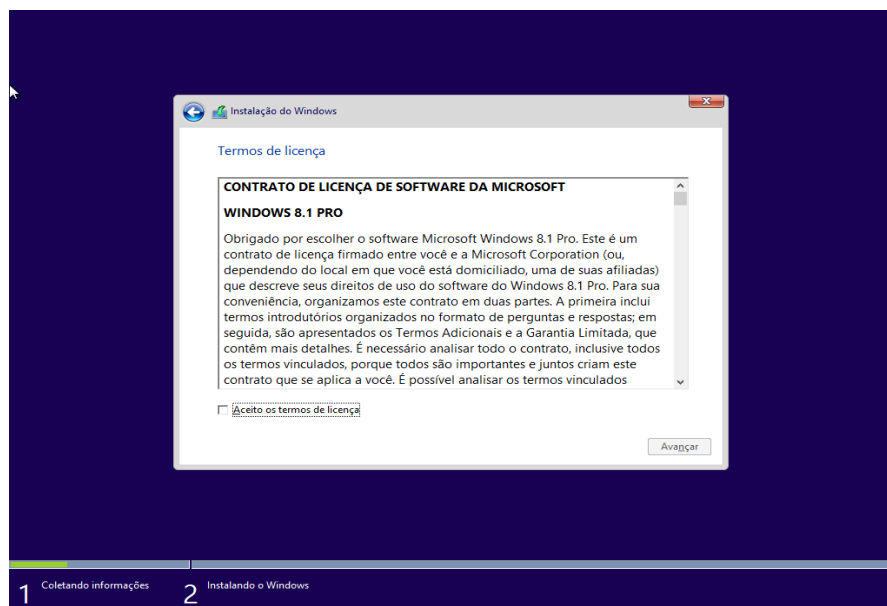 Instalação do Windows
Termos de licença
CONTRATO DE LICENÇA DE SOFTWARE DA MICROSOFT
WINDOWS 8.1 PRO
Obrigado por escolher o software Microsoft Windows 8.1 Pro. Este é um
contrato de licença firmado entre você e a Microsoft Corporation (ou,
dependendo do local em que você está domiciliado, uma de suas afiliadas)
que descreve seus direitos de uso do software do Windows 8.1 Pro. Para sua
conveniência, organizamos este contrato em duas partes. A primeira inclui
termos introdutórios organizados no formato de perguntas e respostas; em
seguida, são apresentados os Termos Adicionais e a Garantia Limitada, que
contêm mais detalhes. É necessário analisar todo o contrato, inclusive todos
os termos vinculados, porque todos são importantes e juntos criam este
contrato que se aplica a você. É possível analisar os termos vinculados
Aceito os termos de licença
Avançar
1 Coletando informações
2 Instalando o Windows